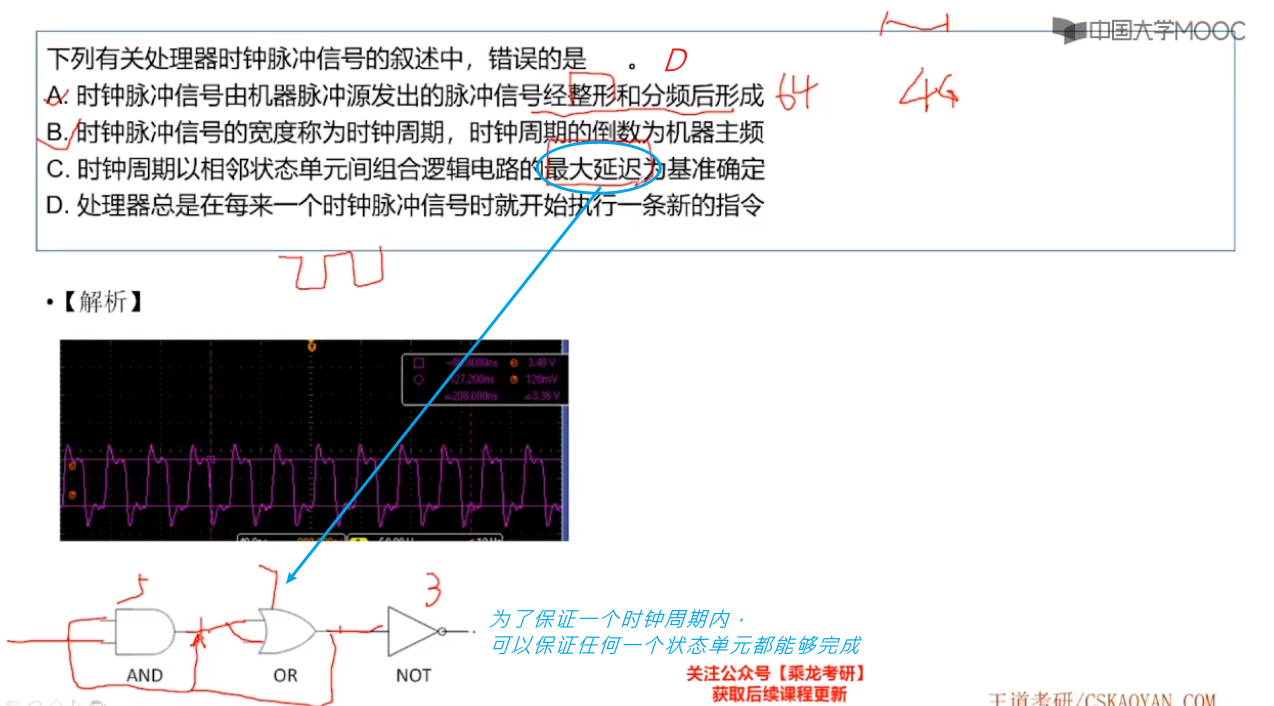 中国大学MOOC
下列有关处理器时钟脉冲信号的叙述中，错误的是 。 D
A. 时钟脉冲信号由机器脉冲源发出的脉冲信号经整形和分频后形成 64
B. 时钟脉冲信号的宽度称为时钟周期，时钟周期的倒数为机器主频
C. 时钟周期以相邻状态单元间组合逻辑电路的最大延迟为基准确定
D. 处理器总是在每来一个时钟脉冲信号时就开始执行一条新的指令
•【解析】
3.48 V
127.200ns 120mV
208.000ns 3.36 V
5 7 3
AND OR NOT
为了保证一个时钟周期内，
可以保证任何一个状态单元都能够完成
关注公众号【乘龙考研】
获取后续课程更新
王道考研/CSKAOYAN.COM